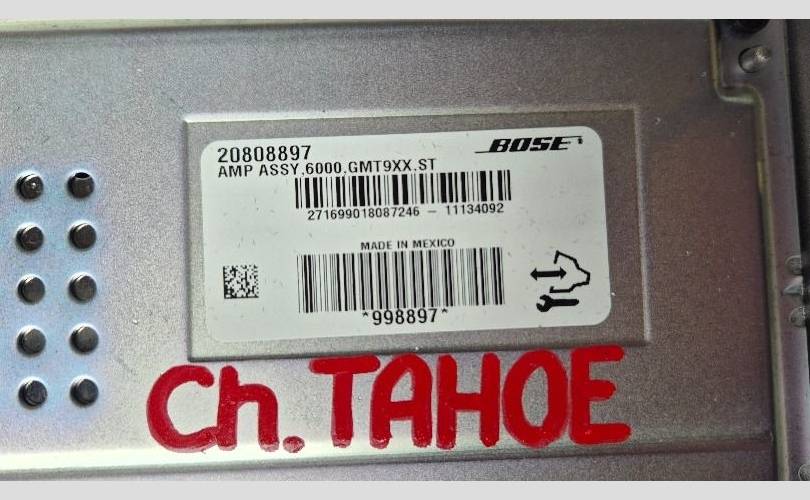 20808897
BOSE
AMP ASSY,6000,GMT9XX,ST
271699018087246 - 11134092
MADE IN MEXICO
*998897*
Ch. TAHOE